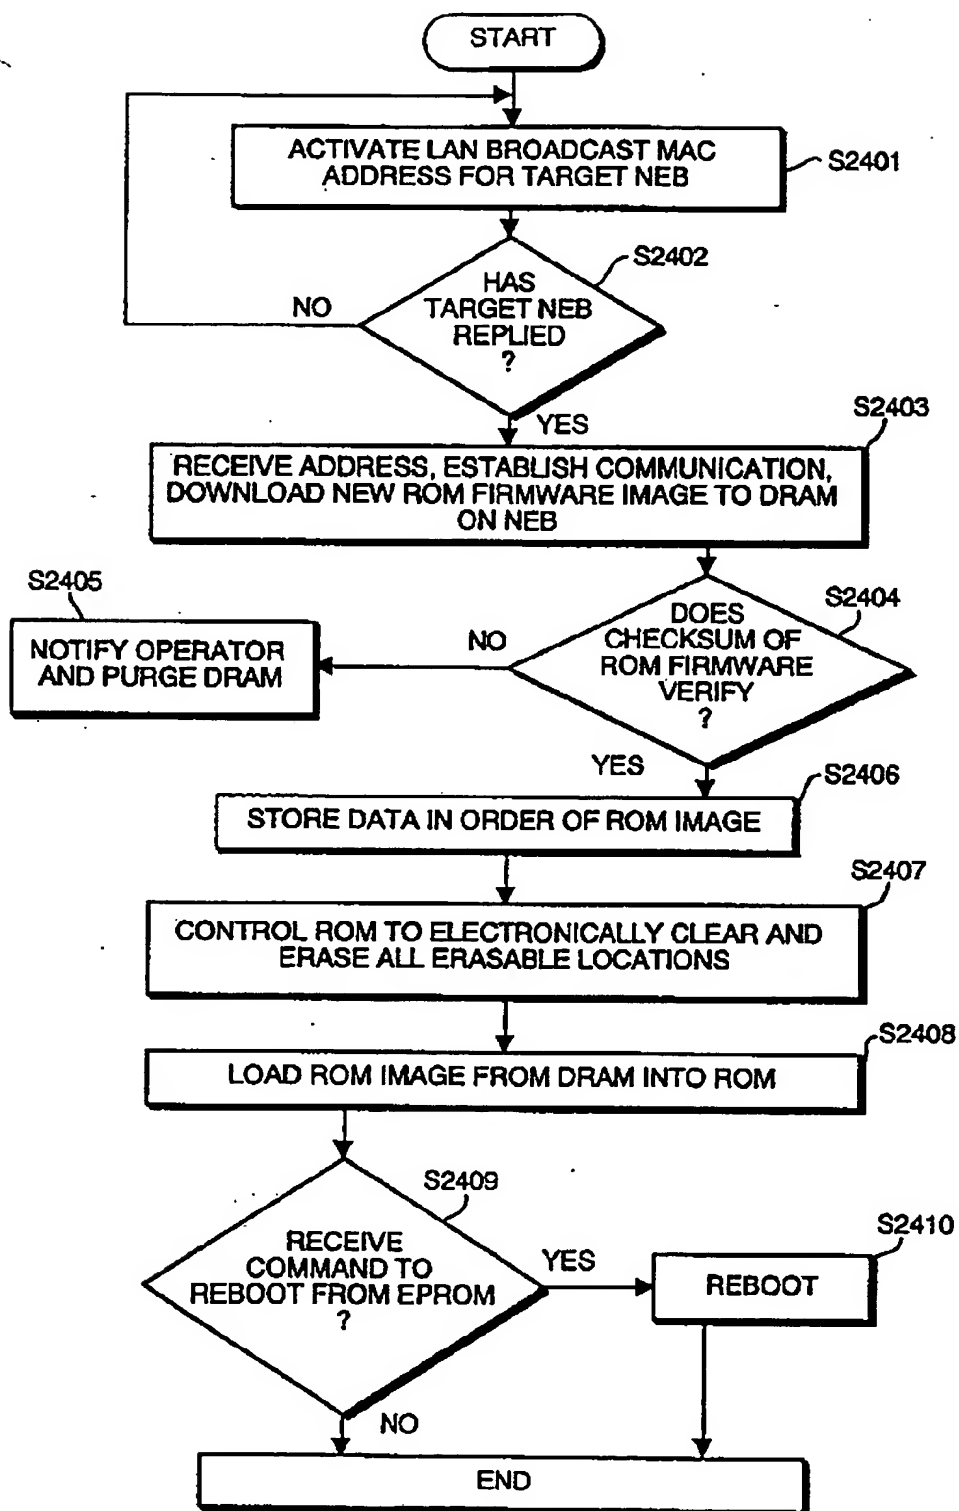 START
ACTIVATE LAN BROADCAST MAC
ADDRESS FOR TARGET NEB
S2401
S2402
HAS
TARGET NEB
REPLIED
?
NO
YES
S2403
RECEIVE ADDRESS, ESTABLISH COMMUNICATION,
DOWNLOAD NEW ROM FIRMWARE IMAGE TO DRAM
ON NEB
S2405
NOTIFY OPERATOR
AND PURGE DRAM
NO
S2404
DOES
CHECKSUM OF
ROM FIRMWARE
VERIFY
?
YES
S2406
STORE DATA IN ORDER OF ROM IMAGE
S2407
CONTROL ROM TO ELECTRONICALLY CLEAR AND
ERASE ALL ERASABLE LOCATIONS
S2408
LOAD ROM IMAGE FROM DRAM INTO ROM
S2409
RECEIVE
COMMAND TO
REBOOT FROM EPROM
?
YES
S2410
REBOOT
NO
END